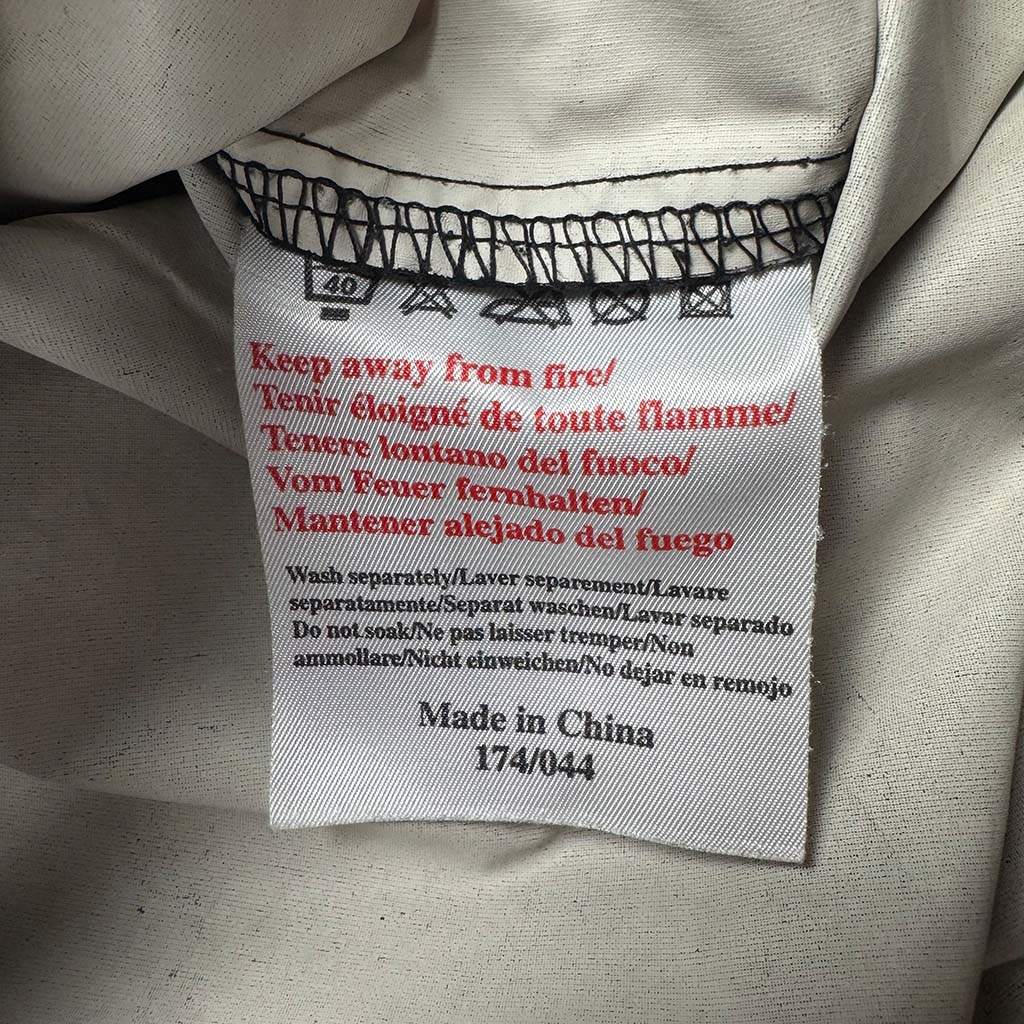 40
Keep away from fire/
Tenir éloigné de toute flamme/
Tenere lontano del fuoco/
Vom Feuer fernhalten/
Mantener alejado del fuego
Wash separately/Laver separement/Lavare
separatamente/Separat waschen/Lavar separado
Do not soak/Ne pas laisser tremper/Non
ammollare/Nicht einweichen/No dejar en remojo
Made in China
174/044